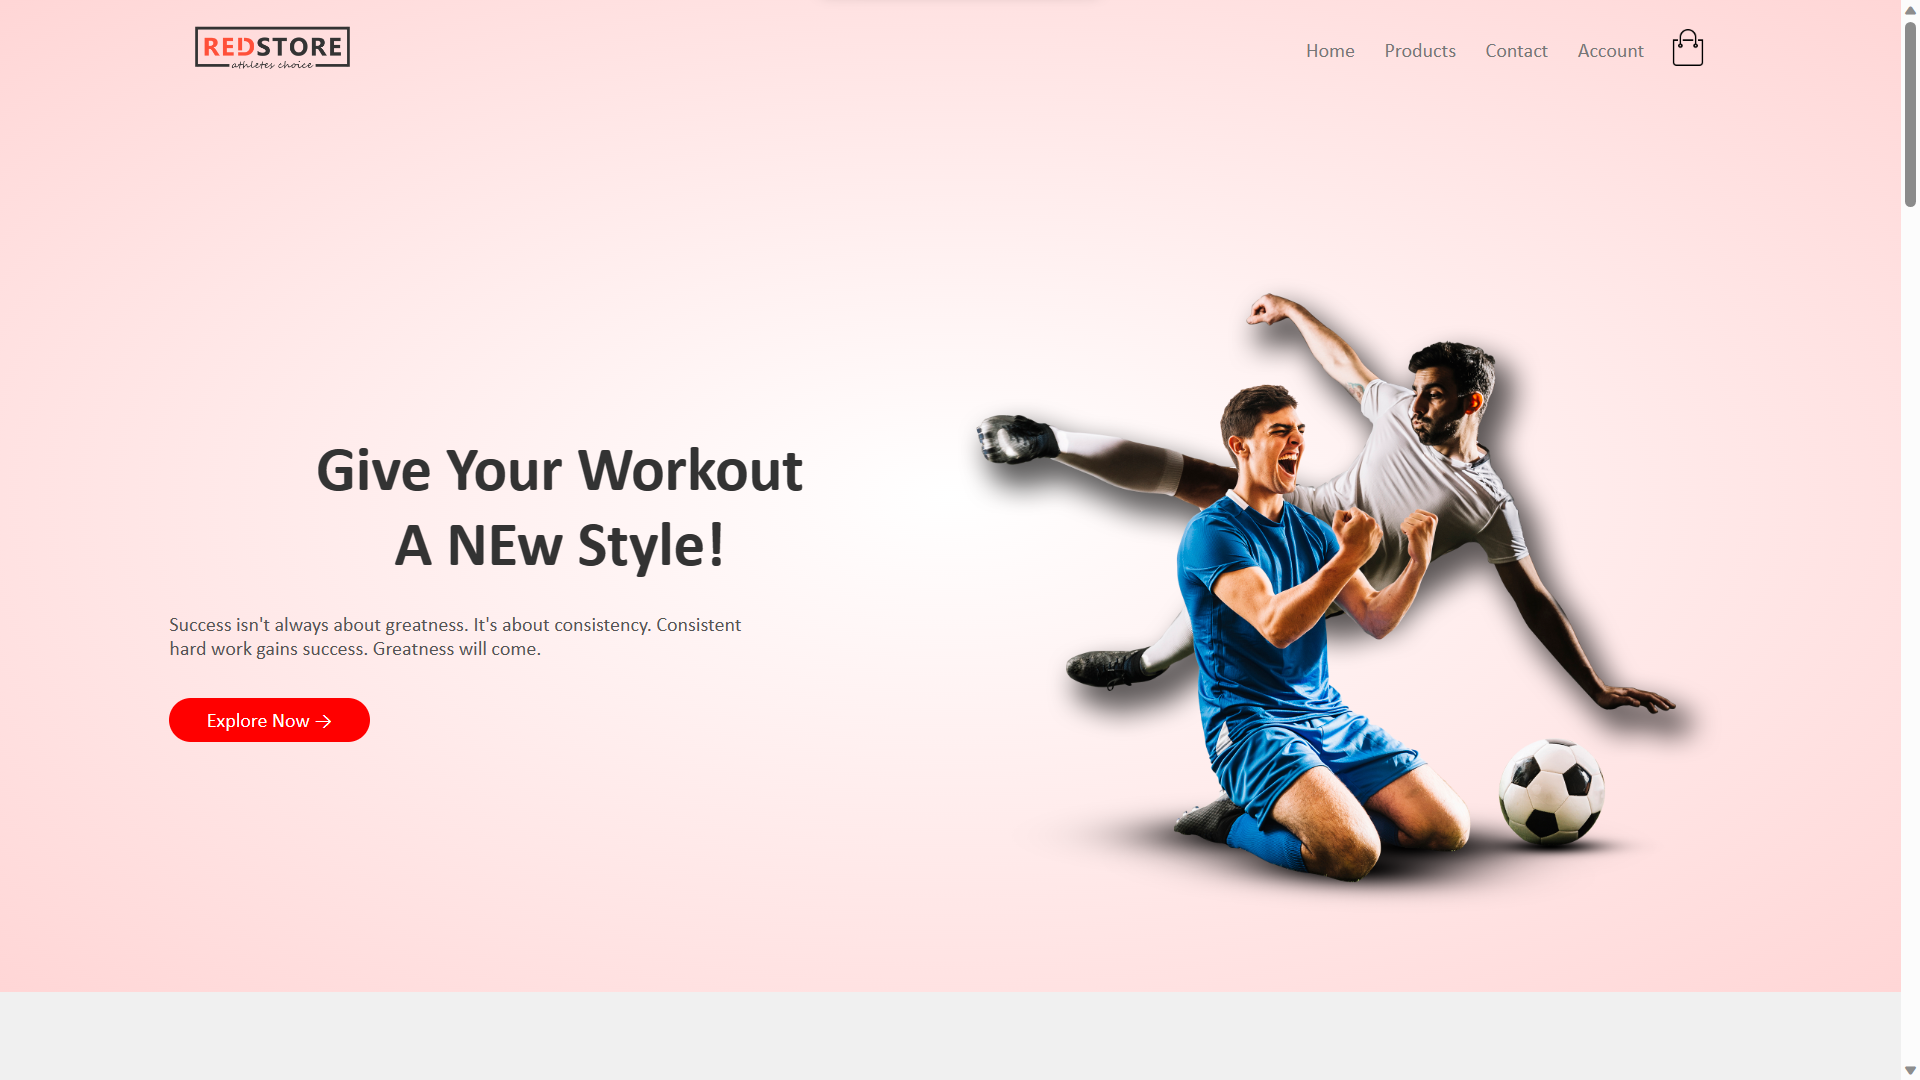 REDSTORE
athletes choice
Home Products Contact Account
Give Your Workout
A NEw Style!
Success isn't always about greatness. It's about consistency. Consistent
hard work gains success. Greatness will come.
Explore Now →